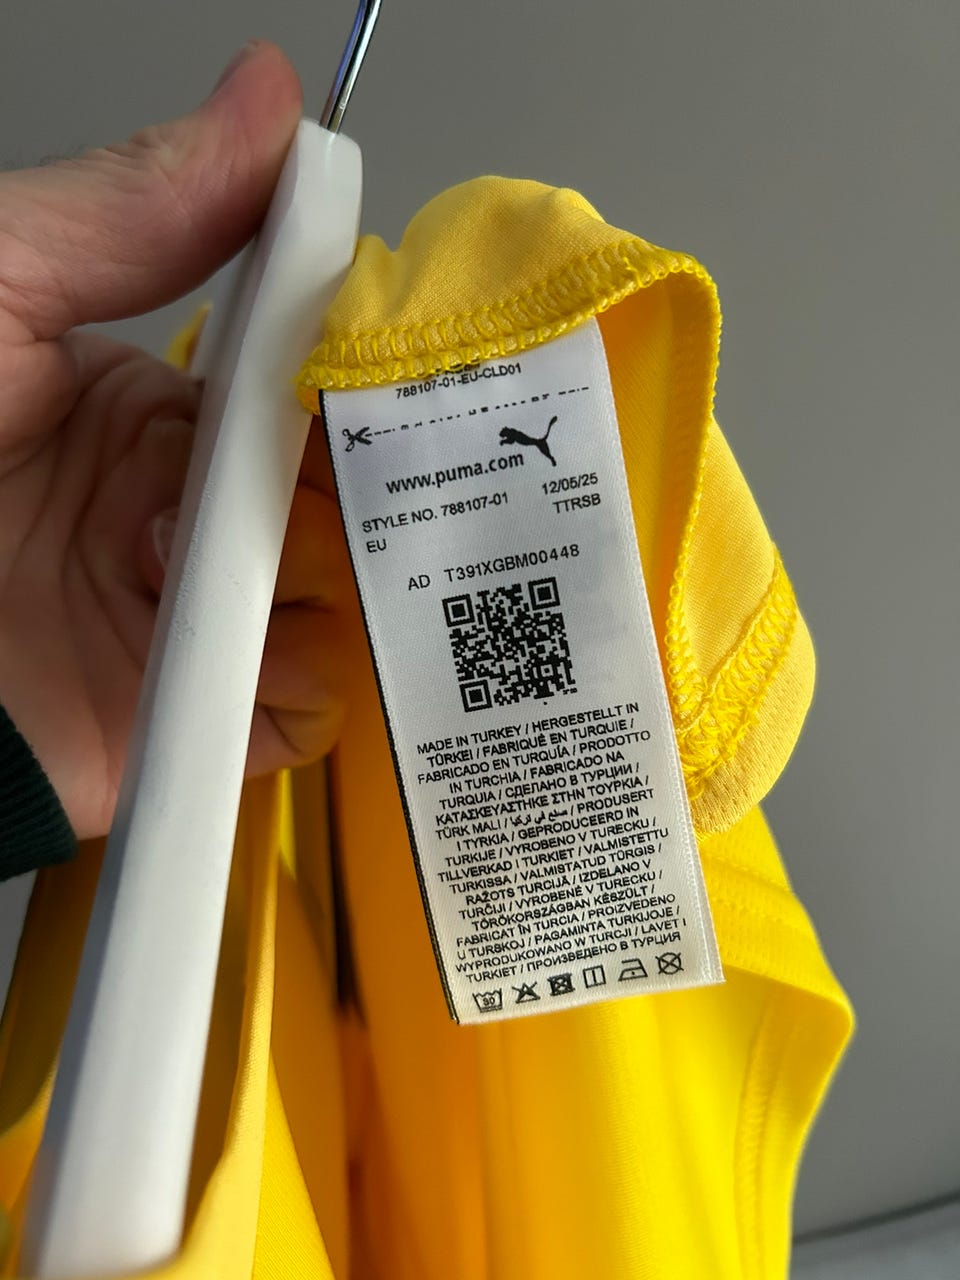 788107-01-EU-CLD01
www.puma.com
STYLE NO. 788107-01 12/05/25
EU TTRSB
AD T391XGBM00448
MADE IN TURKEY / HERGESTELLT IN
TÜRKEI / FABRIQUÉ EN TURQUIE /
FABRICADO EN TURQUÍA / PRODOTTO
IN TURCHIA / FABRICADO NA
TURQUIA / СДЕЛАНО В ТУРЦИИ /
ΚΑΤΑΣΚΕΥΑΣΤΗΚΕ ΣΤΗΝ ΤΟΥΡΚΙΑ /
TÜRK MALI / صنع في تركيا / PRODUSERT
I TYRKIA / GEPRODUCEERD IN
TURKIJE / VYROBENO V TURECKU /
TILLVERKAD I TURKIET / VALMISTETTU
TURKISSA / VALMISTATUD TÜRGIS /
RAŽOTS TURCIJĀ / IZDELANO V
TURČIJI / VYROBENÉ V TURECKU /
TÖRÖKORSZÁGBAN KÉSZÜLT /
FABRICAT ÎN TURCIA / PROIZVEDENO
U TURSKOJ / PAGAMINTA TURKIJOJE /
WYPRODUKOWANO W TURCJI / LAVET I
TURKIET / ПРОИЗВЕДЕНО В ТУРЦИЯ
30